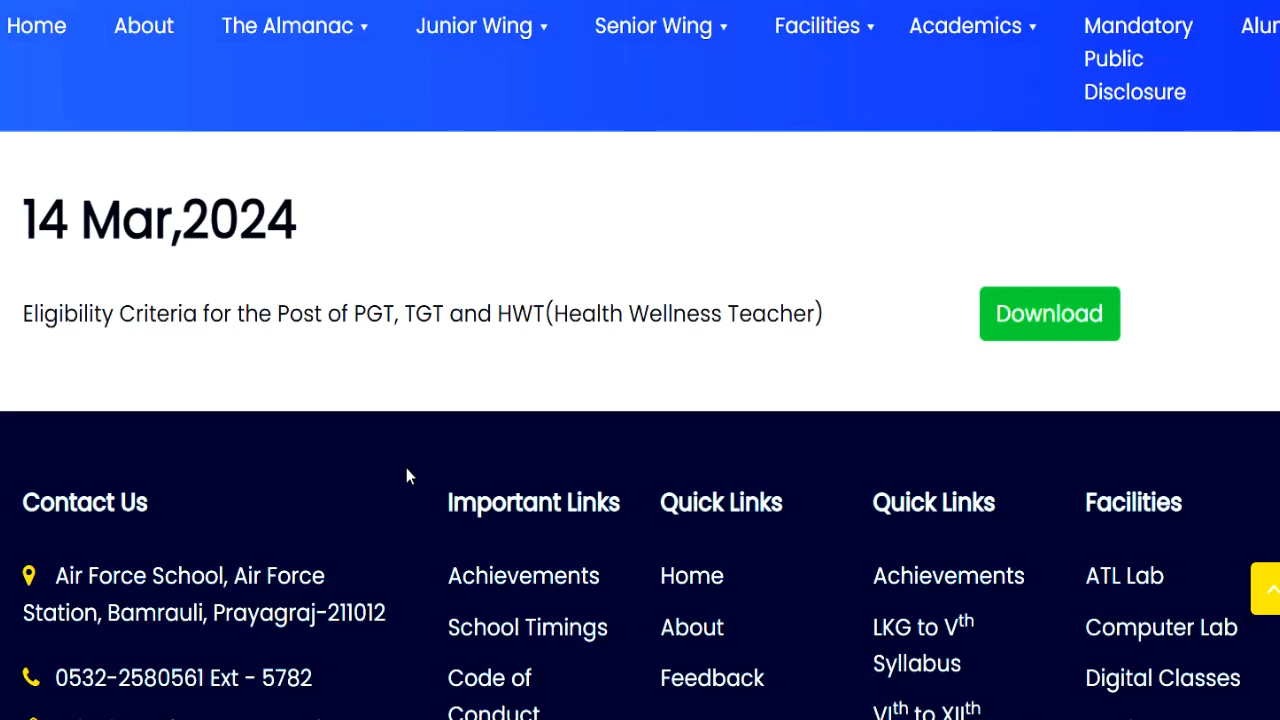 Home About The Almanac Junior Wing Senior Wing Facilities Academics Mandatory
Public
Disclosure
14 Mar,2024
Eligibility Criteria for the Post of PGT, TGT and HWT(Health Wellness Teacher) Download
Contact Us Important Links Quick Links Quick Links Facilities
Air Force School, Air Force
Station, Bamrauli, Prayagraj-211012
0532-2580561 Ext - 5782
Achievements
School Timings
Code of
Conduct
Home
About
Feedback
Achievements
LKG to Vth
Syllabus
VIth to XIIth
ATL Lab
Computer Lab
Digital Classes